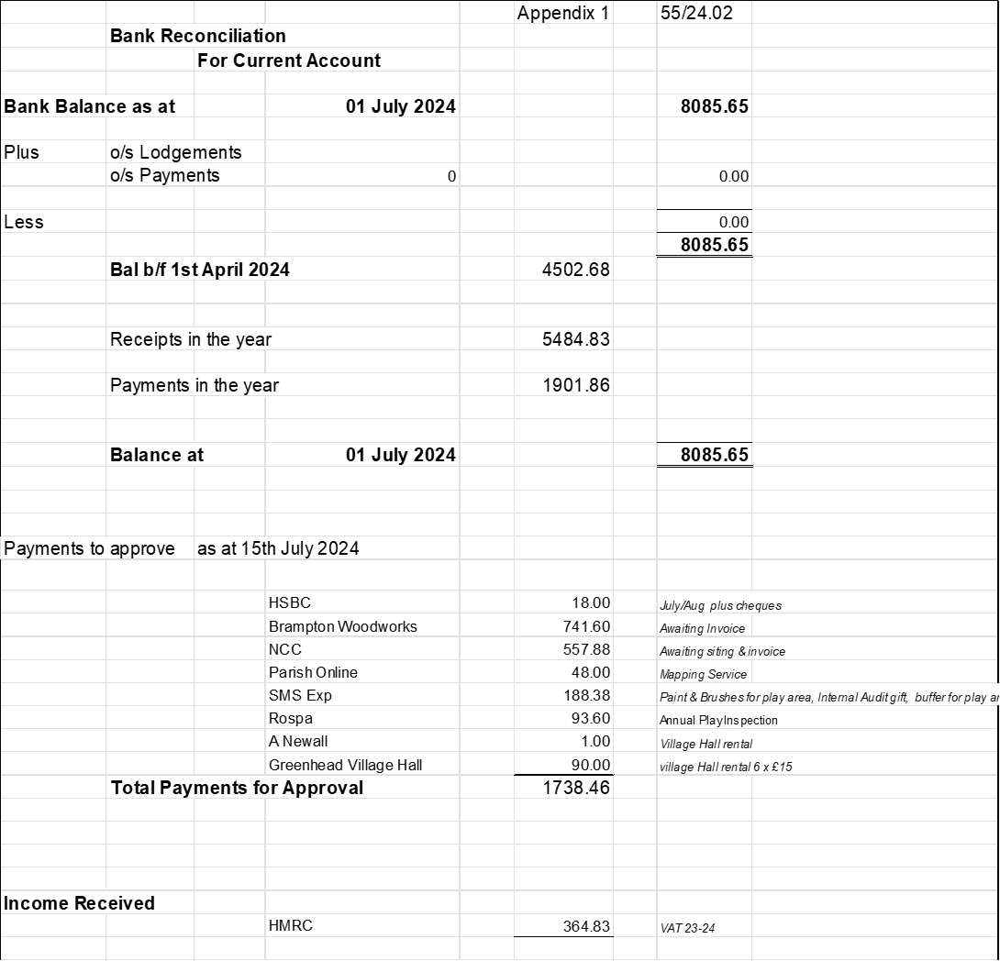 Appendix 1 55/24.02
Bank Reconciliation
For Current Account
Bank Balance as at 01 July 2024 8085.65
Plus o/s Lodgements
o/s Payments 0 0.00
Less 0.00
8085.65
Bal b/f 1st April 2024 4502.68
Receipts in the year 5484.83
Payments in the year 1901.86
Balance at 01 July 2024 8085.65
Payments to approve as at 15th July 2024
HSBC 18.00 July/Aug plus cheques
Brampton Woodworks 741.60 Awaiting Invoice
NCC 557.88 Awaiting siting & invoice
Parish Online 48.00 Mapping Service
SMS Exp 188.38 Paint & Brushes for play area, Internal Audit gift, buffer for play
Rospa 93.60 Annual Play Inspection
A Newall 1.00 Village Hall rental
Greenhead Village Hall 90.00 village Hall rental 6 x £15
Total Payments for Approval 1738.46
Income Received
HMRC 364.83 VAT 23-24